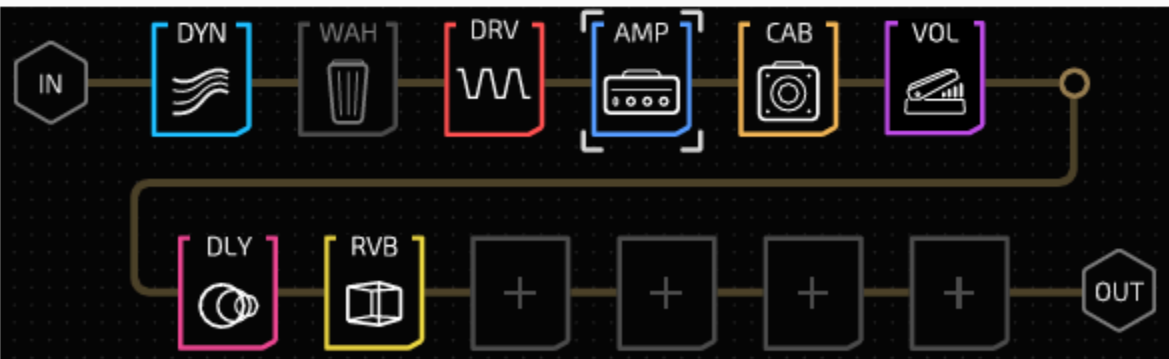 IN
DYN
WAH
DRV
AMP
CAB
VOL
DLY
RVB
+
+
+
+
OUT